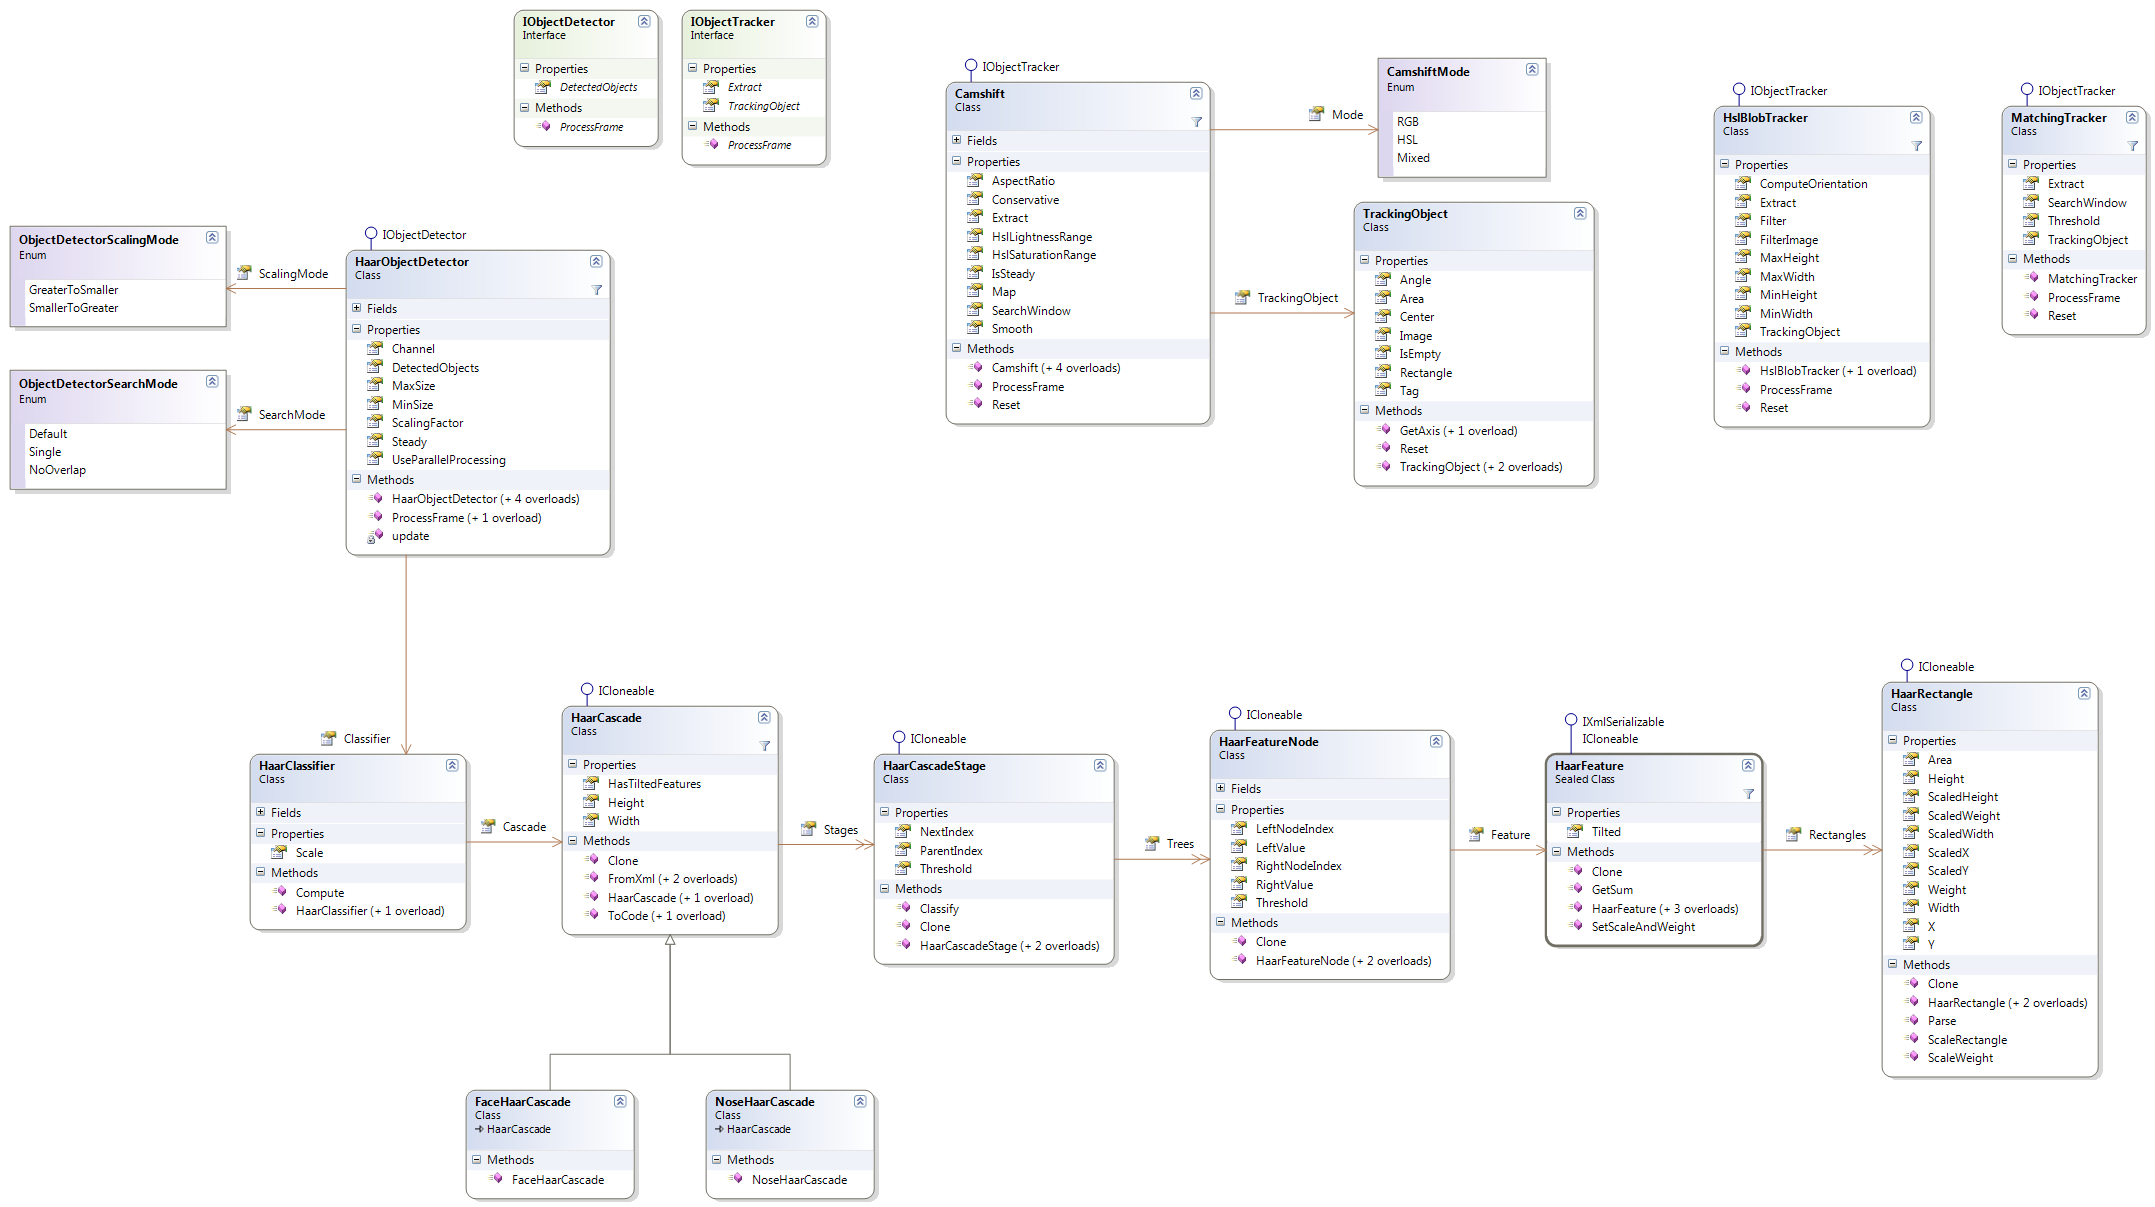 IObjectDetector
Interface
Properties
DetectedObjects
Methods
ProcessFrame
IObjectTracker
Interface
Properties
Extract
TrackingObject
Methods
ProcessFrame
IObjectTracker
Camshift
Class
Fields
Properties
AspectRatio
Conservative
Extract
HslLightnessRange
HslSaturationRange
IsSteady
Map
SearchWindow
Smooth
Methods
Camshift (+ 4 overloads)
ProcessFrame
Reset
Mode
CamshiftMode
Enum
RGB
HSL
Mixed
TrackingObject
TrackingObject
Class
Properties
Angle
Area
Center
Image
IsEmpty
Rectangle
Tag
Methods
GetAxis (+ 1 overload)
Reset
TrackingObject (+ 2 overloads)
IObjectTracker
HslBlobTracker
Class
Properties
ComputeOrientation
Extract
Filter
FilterImage
MaxHeight
MaxWidth
MinHeight
MinWidth
TrackingObject
Methods
HslBlobTracker (+ 1 overload)
ProcessFrame
Reset
IObjectTracker
MatchingTracker
Class
Properties
Extract
SearchWindow
Threshold
TrackingObject
Methods
MatchingTracker
ProcessFrame
Reset
ObjectDetectorScalingMode
Enum
GreaterToSmaller
SmallerToGreater
ScalingMode
ObjectDetectorSearchMode
Enum
Default
Single
NoOverlap
SearchMode
IObjectDetector
HaarObjectDetector
Class
Fields
Properties
Channel
DetectedObjects
MaxSize
MinSize
ScalingFactor
Steady
UseParallelProcessing
Methods
HaarObjectDetector (+ 4 overloads)
ProcessFrame (+ 1 overload)
update
Classifier
HaarClassifier
Class
Fields
Properties
Scale
Methods
Compute
HaarClassifier (+ 1 overload)
Cascade
ICloneable
HaarCascade
Class
Properties
HasTiltedFeatures
Height
Width
Methods
Clone
FromXml (+ 2 overloads)
HaarCascade (+ 1 overload)
ToCode (+ 1 overload)
Stages
ICloneable
HaarCascadeStage
Class
Properties
NextIndex
ParentIndex
Threshold
Methods
Classify
Clone
HaarCascadeStage (+ 2 overloads)
Trees
ICloneable
HaarFeatureNode
Class
Fields
Properties
LeftNodeIndex
LeftValue
RightNodeIndex
RightValue
Threshold
Methods
Clone
HaarFeatureNode (+ 2 overloads)
Feature
IXmlSerializable
ICloneable
HaarFeature
Sealed Class
Properties
Tilted
Methods
Clone
GetSum
HaarFeature (+ 3 overloads)
SetScaleAndWeight
Rectangles
ICloneable
HaarRectangle
Class
Properties
Area
Height
ScaledHeight
ScaledWeight
ScaledWidth
ScaledX
ScaledY
Weight
Width
X
Y
Methods
Clone
HaarRectangle (+ 2 overloads)
Parse
ScaleRectangle
ScaleWeight
FaceHaarCascade
Class
HaarCascade
Methods
FaceHaarCascade
NoseHaarCascade
Class
HaarCascade
Methods
NoseHaarCascade